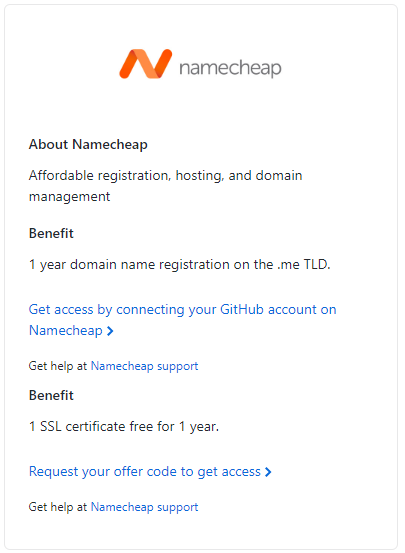 namecheap
About Namecheap
Affordable registration, hosting, and domain
management
Benefit
1 year domain name registration on the .me TLD.
Get access by connecting your GitHub account on
Namecheap
Get help at Namecheap support
Benefit
1 SSL certificate free for 1 year.
Request your offer code to get access
Get help at Namecheap support